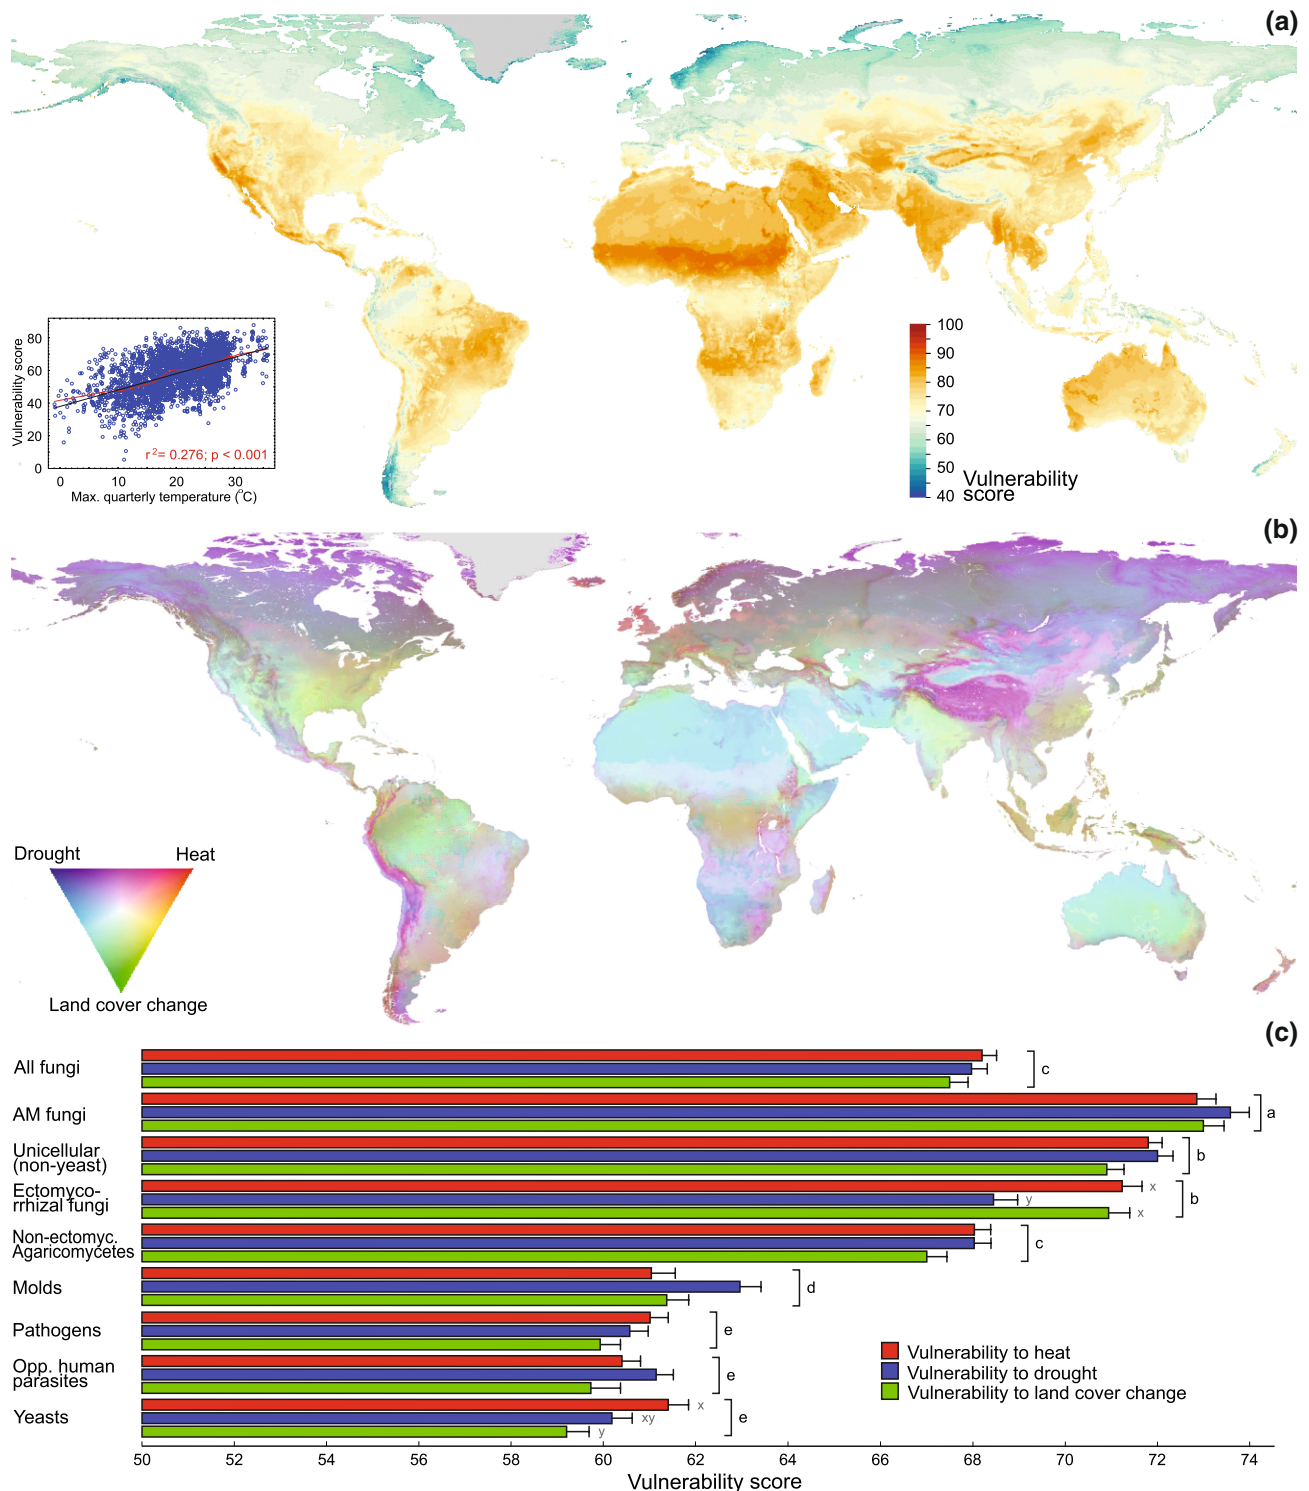 (a)
80
60
40
20
0
Vulnerability score
r²= 0.276; p < 0.001
0 10 20 30
Max. quarterly temperature (°C)
100
90
80
70
60
50
40
Vulnerability
score
(b)
Drought Heat
Land cover change
(c)
All fungi
c
AM fungi
a
Unicellular
(non-yeast)
b
Ectomyco-
rrhizal fungi
x
y
x
b
Non-ectomyc.
Agaricomycetes
c
Molds
d
Pathogens
e
Opp. human
parasites
e
Yeasts
x
xy
y
e
Vulnerability to heat
Vulnerability to drought
Vulnerability to land cover change
50 52 54 56 58 60 62 64 66 68 70 72 74
Vulnerability score